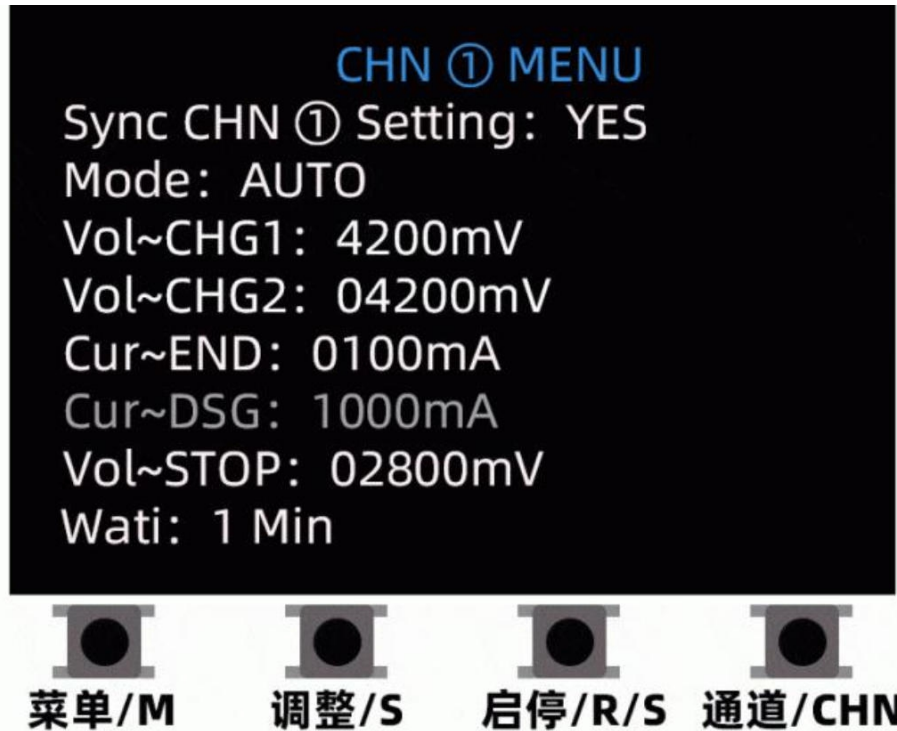 CHN ① MENU
Sync CHN ① Setting：YES
Mode：AUTO
Vol~CHG1：4200mV
Vol~CHG2：04200mV
Cur~END：0100mA
Cur~DSG：1000mA
Vol~STOP：02800mV
Wati：1 Min
菜单/M 调整/S 启停/R/S 通道/CHN